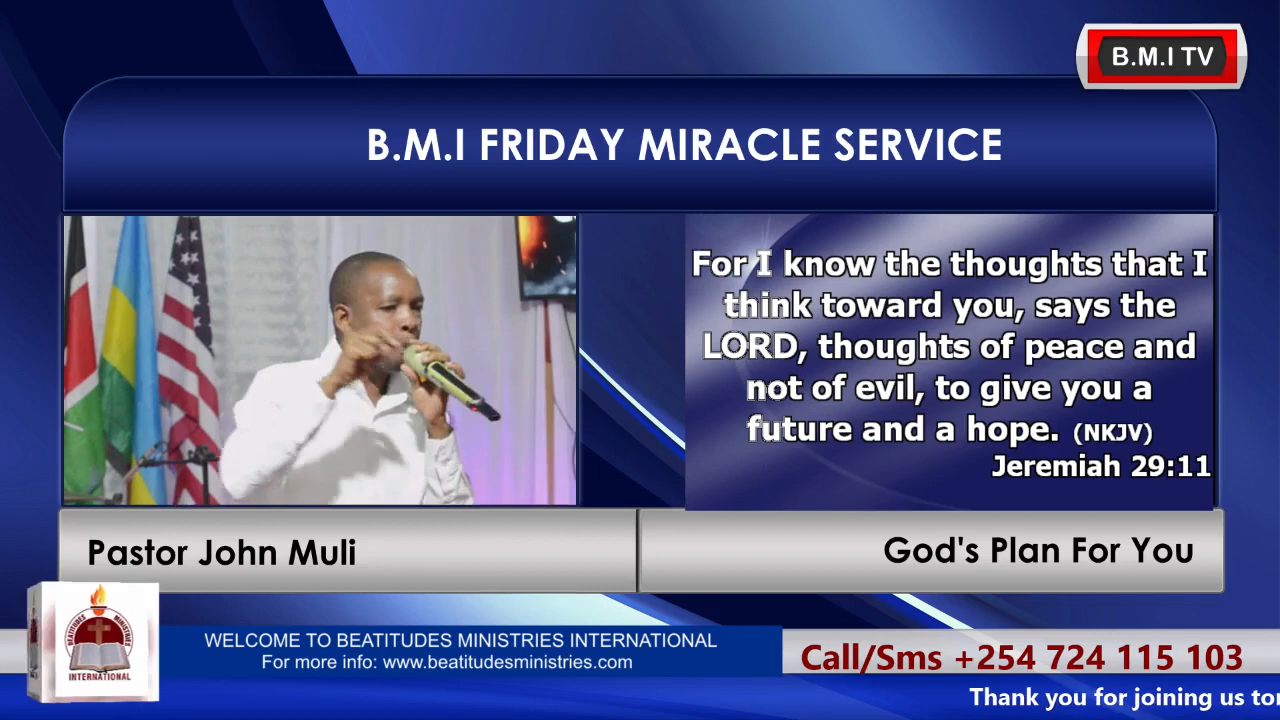 B.M.I TV
B.M.I FRIDAY MIRACLE SERVICE
For I know the thoughts that I
think toward you, says the
LORD, thoughts of peace and
not of evil, to give you a
future and a hope. (NKJV)
Jeremiah 29:11
Pastor John Muli
God's Plan For You
BEATITUDES MINISTRIES
INTERNATIONAL
WELCOME TO BEATITUDES MINISTRIES INTERNATIONAL
For more info: www.beatitudesministries.com
Call/Sms +254 724 115 103
Thank you for joining us